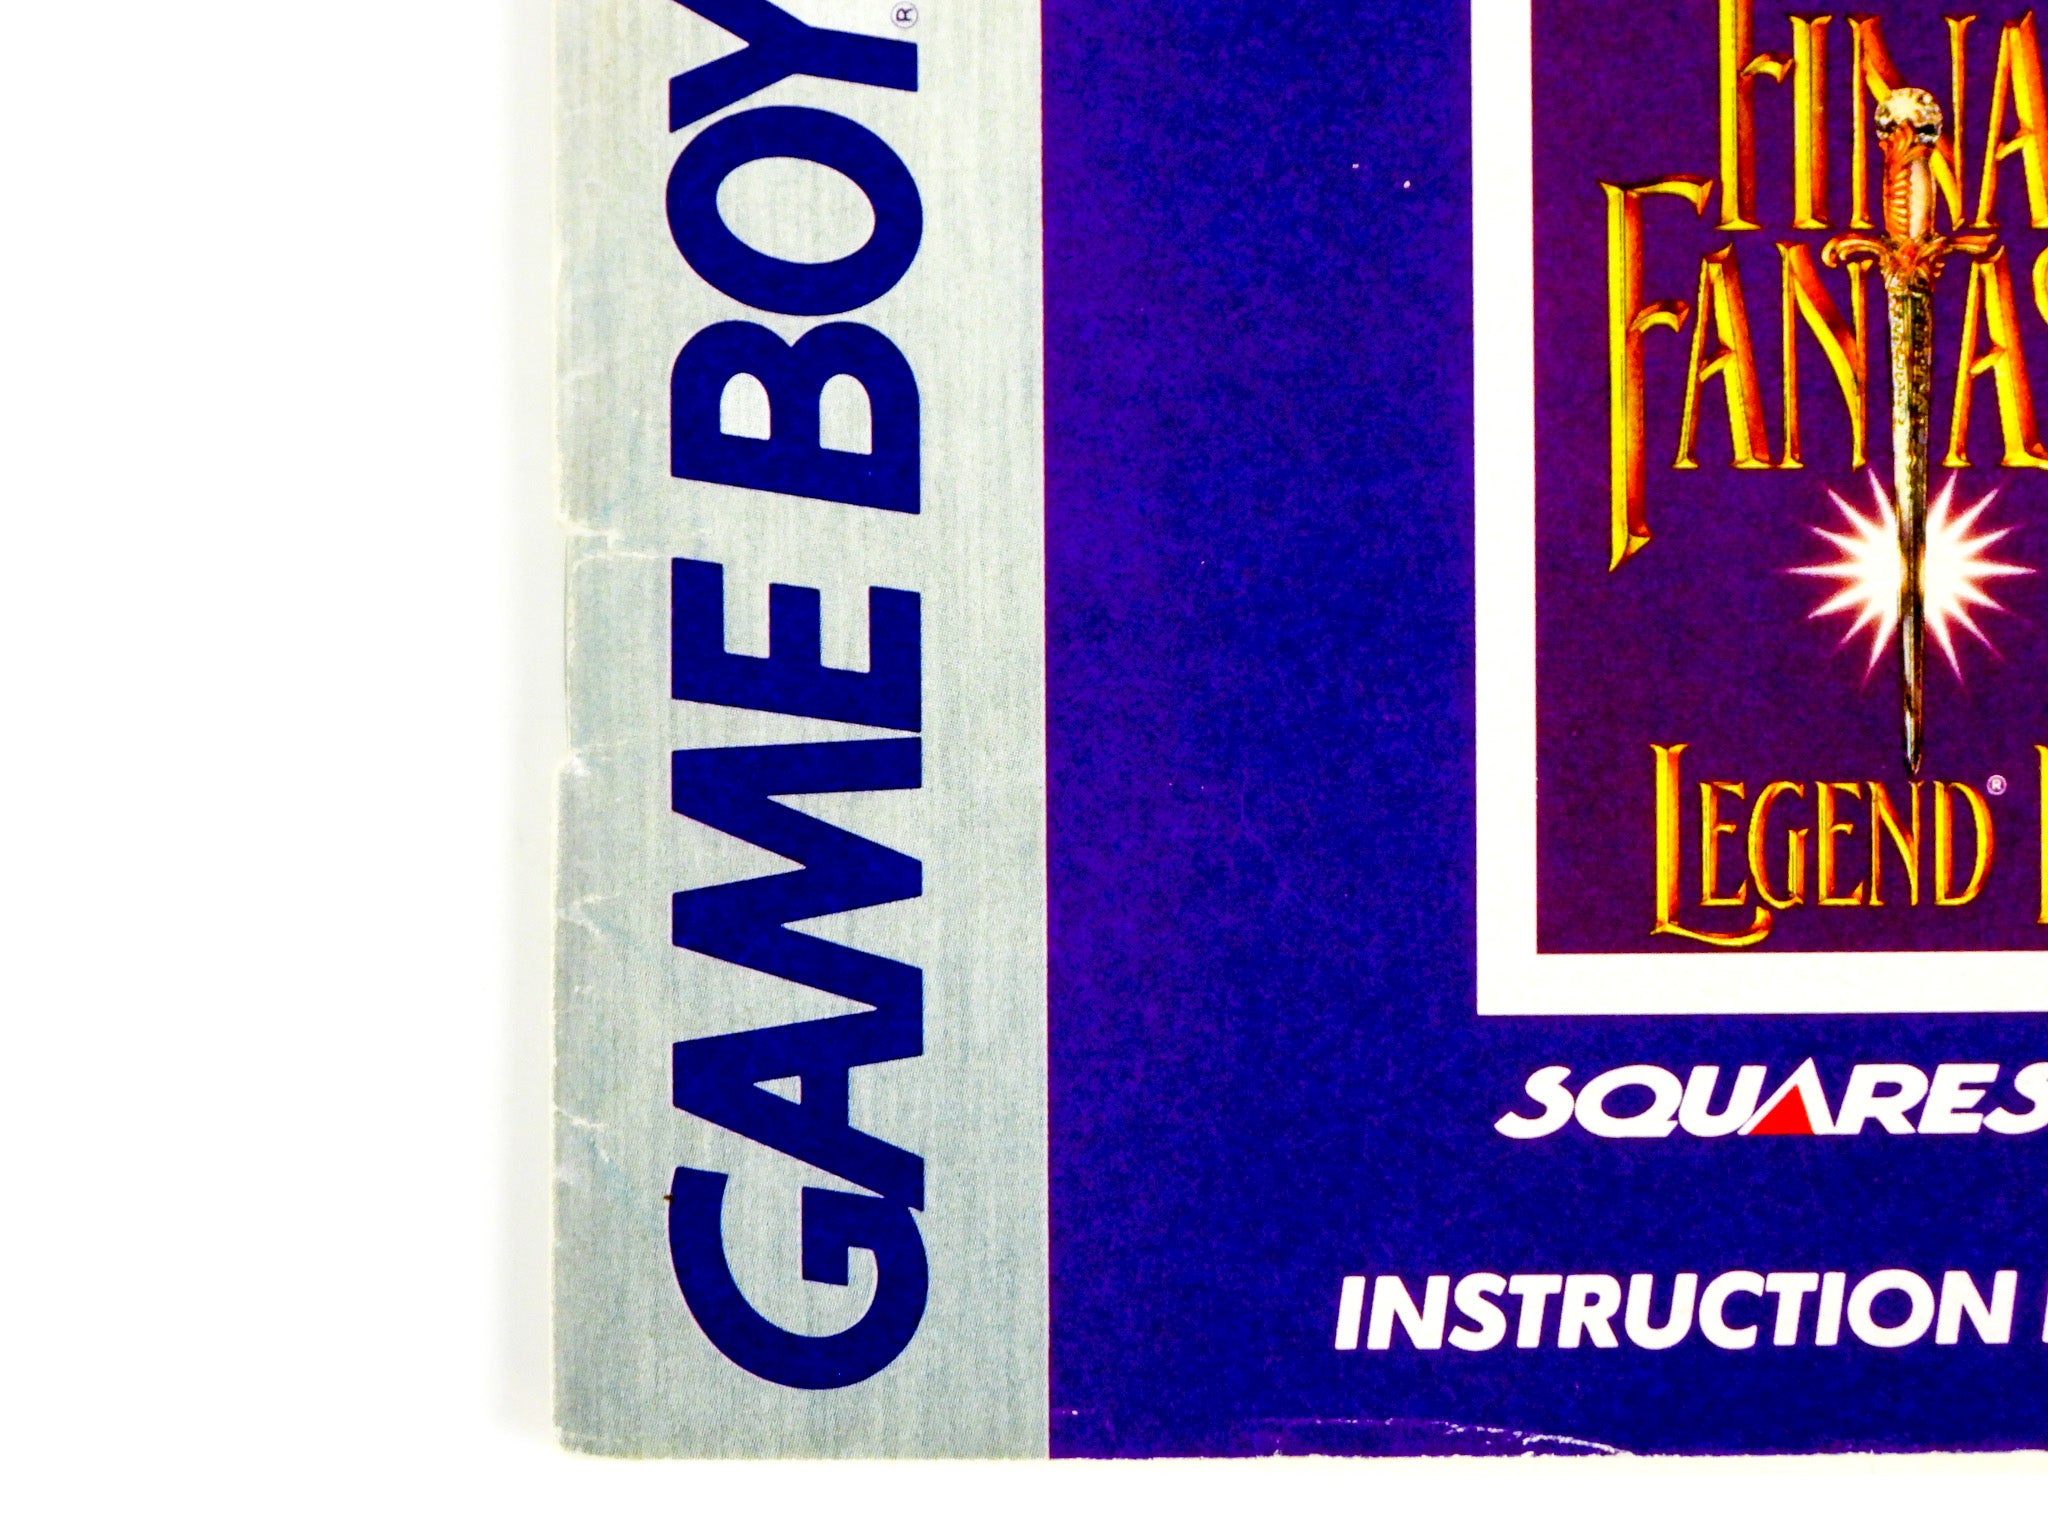 GAME BOY®
FINA
FANTAS
LEGEND®
SQUARES
INSTRUCTION